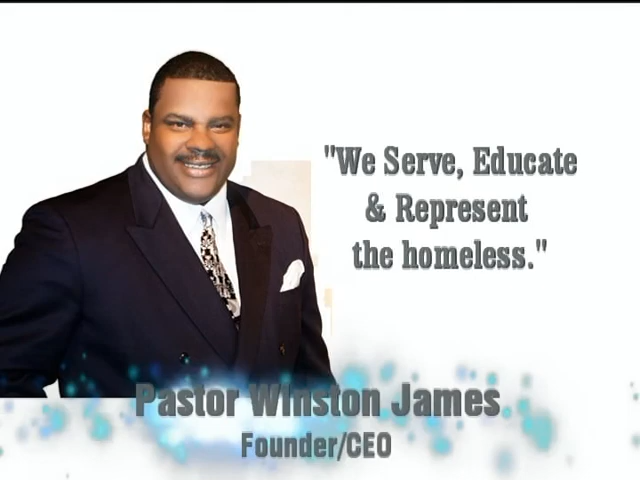 "We Serve, Educate
& Represent
the homeless."
Pastor Winston James
Founder/CEO